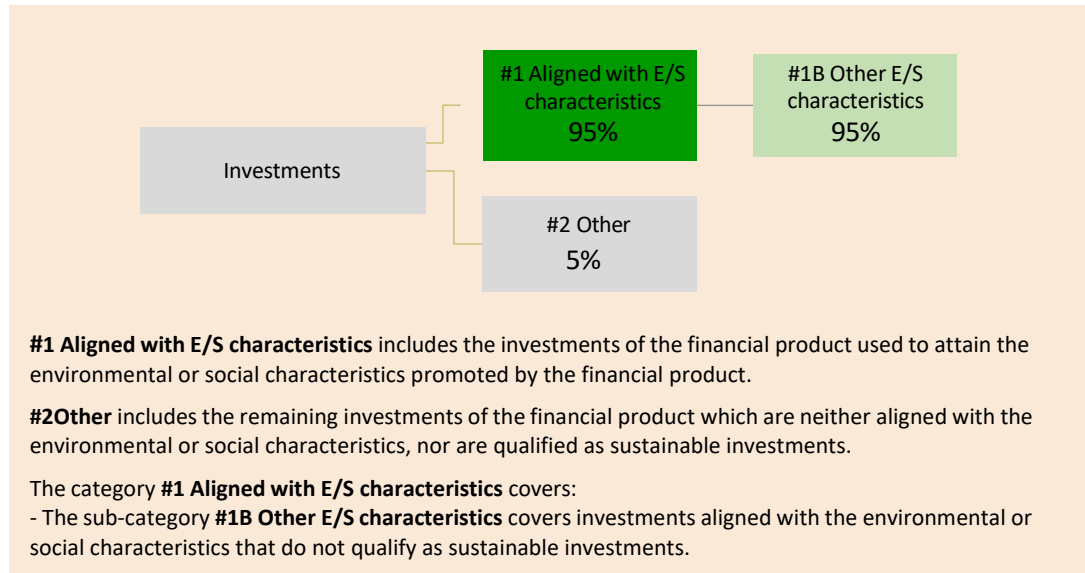 #1 Aligned with E/S
characteristics
95%
#1B Other E/S
characteristics
95%
Investments
#2 Other
5%
#1 Aligned with E/S characteristics includes the investments of the financial product used to attain the
environmental or social characteristics promoted by the financial product.
#2Other includes the remaining investments of the financial product which are neither aligned with the
environmental or social characteristics, nor are qualified as sustainable investments.
The category #1 Aligned with E/S characteristics covers:
- The sub-category #1B Other E/S characteristics covers investments aligned with the environmental or
social characteristics that do not qualify as sustainable investments.